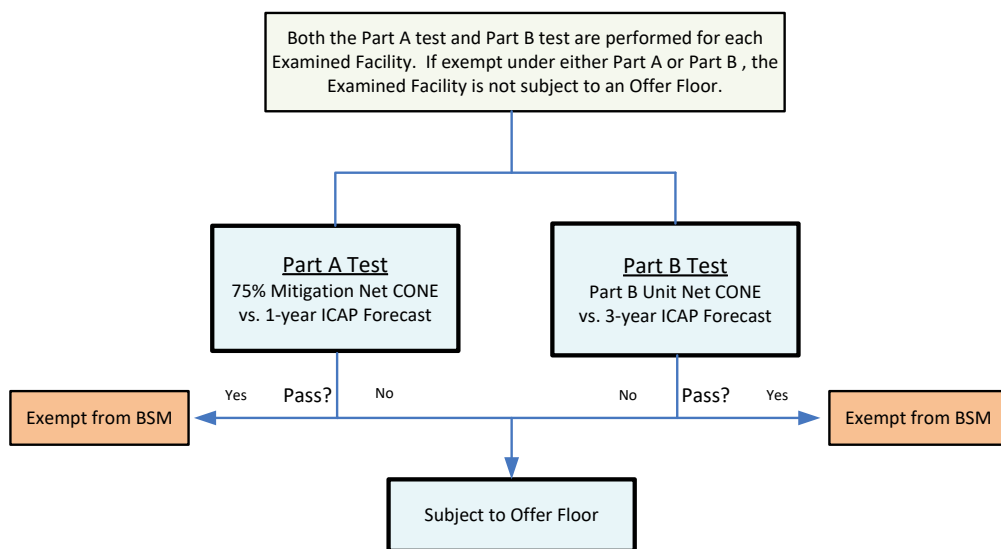 Both the Part A test and Part B test are performed for each
Examined Facility.  If exempt under either Part A or Part B , the
Examined Facility is not subject to an Offer Floor.
Part A Test
75% Mitigation Net CONE
vs. 1-year ICAP Forecast
Part B Test
Part B Unit Net CONE
vs. 3-year ICAP Forecast
Yes
Pass?
No
No
Pass?
Yes
Exempt from BSM
Exempt from BSM
Subject to Offer Floor